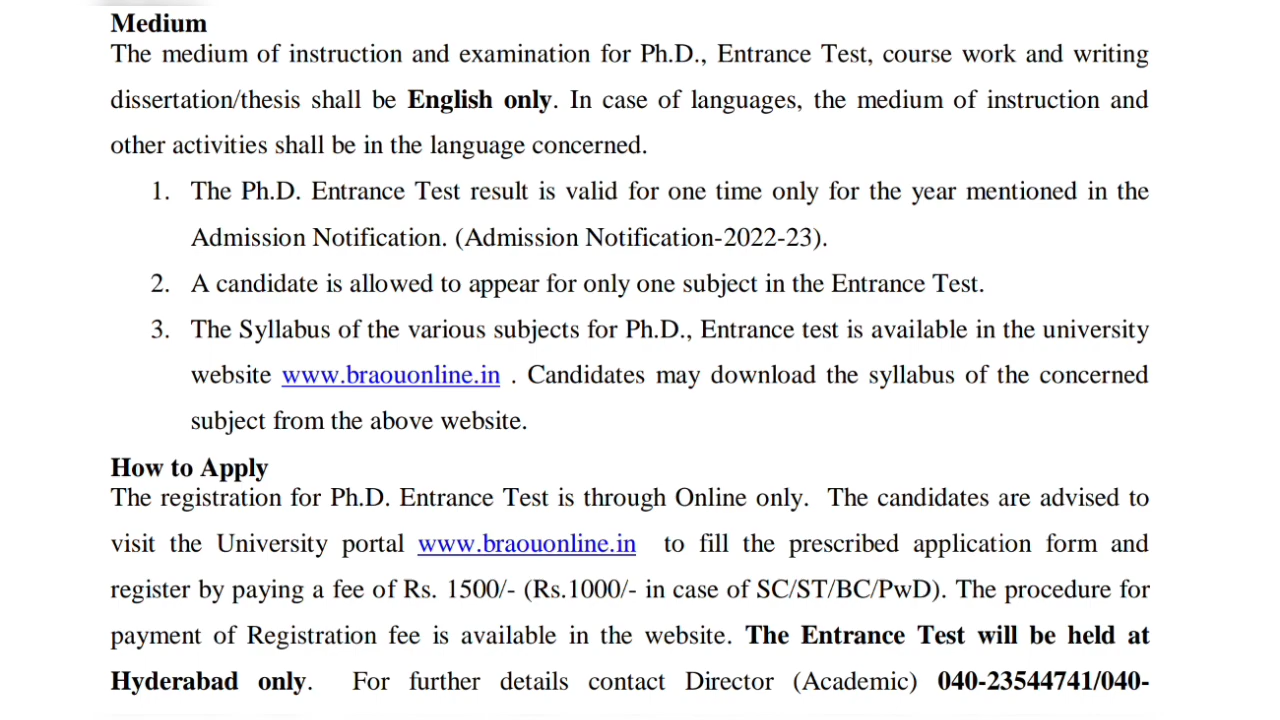 Medium
The medium of instruction and examination for Ph.D., Entrance Test, course work and writing
dissertation/thesis shall be English only. In case of languages, the medium of instruction and
other activities shall be in the language concerned.
1. The Ph.D. Entrance Test result is valid for one time only for the year mentioned in the
Admission Notification. (Admission Notification-2022-23).
2. A candidate is allowed to appear for only one subject in the Entrance Test.
3. The Syllabus of the various subjects for Ph.D., Entrance test is available in the university
website www.braouonline.in . Candidates may download the syllabus of the concerned
subject from the above website.
How to Apply
The registration for Ph.D. Entrance Test is through Online only. The candidates are advised to
visit the University portal www.braouonline.in to fill the prescribed application form and
register by paying a fee of Rs. 1500/- (Rs.1000/- in case of SC/ST/BC/PwD). The procedure for
payment of Registration fee is available in the website. The Entrance Test will be held at
Hyderabad only. For further details contact Director (Academic) 040-23544741/040-